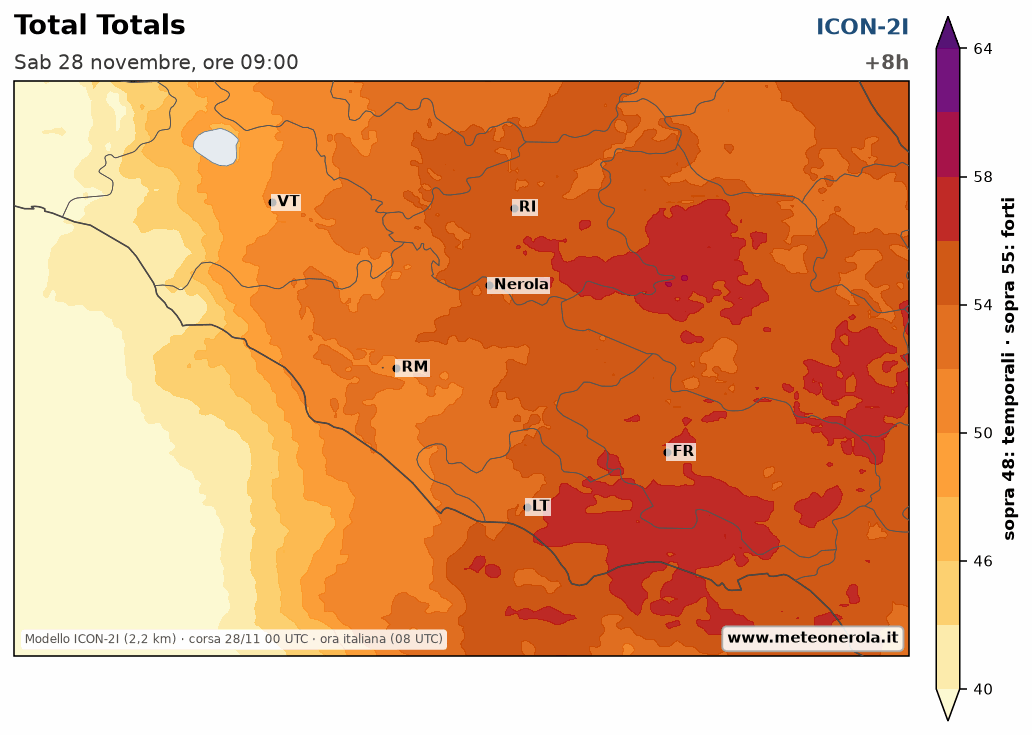 Total Totals
ICON-2I
Sab 28 novembre, ore 09:00
+8h
VT
RI
Nerola
RM
FR
LT
Modello ICON-2I (2,2 km) · corsa 28/11 00 UTC · ora italiana (08 UTC)
www.meteonerola.it
64
58
54
50
46
40
sopra 48: temporali · sopra 55: forti